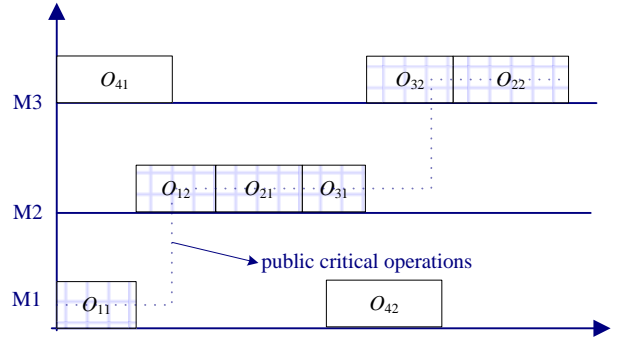 O41 O32 O22
M3
O12 O21 O31
M2
public critical operations
M1 O11 O42